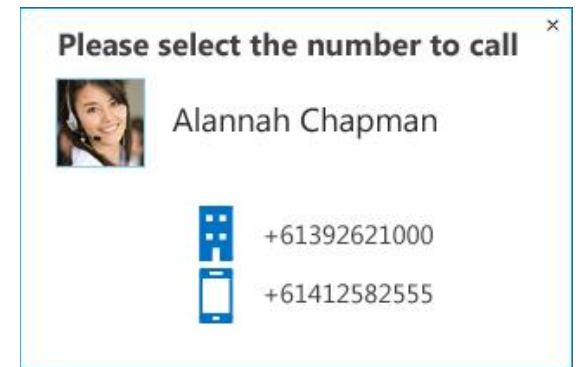 Please select the number to call
Alannah Chapman
+61392621000
+61412582555